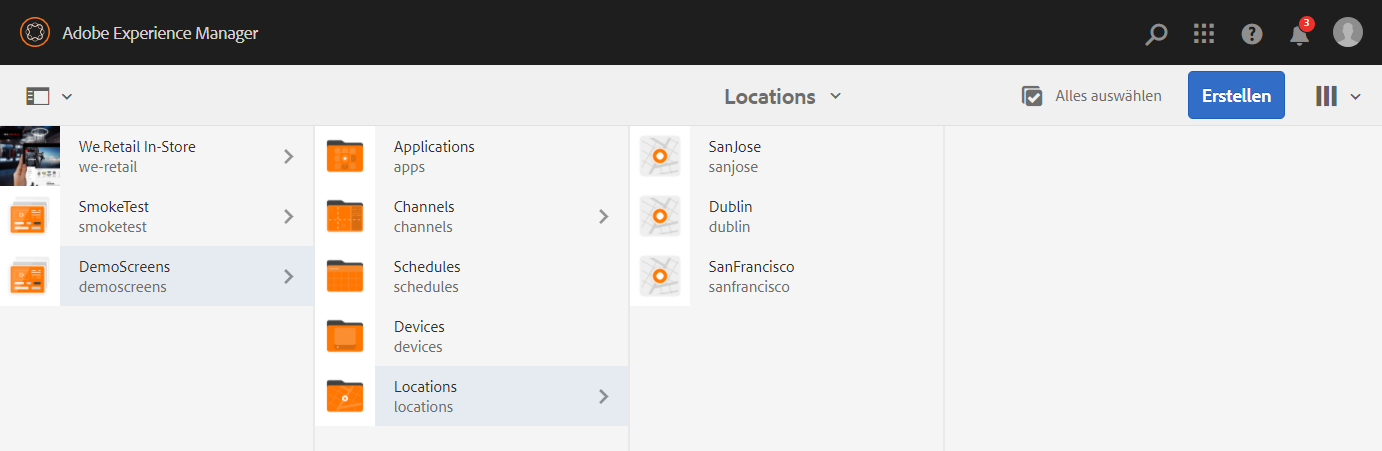 Adobe Experience Manager
3
Locations
Alles auswählen
Erstellen
We.Retail In-Store
we-retail
SmokeTest
smoketest
DemoScreens
demoscreens
Applications
apps
Channels
channels
Schedules
schedules
Devices
devices
Locations
locations
SanJose
sanjose
Dublin
dublin
SanFrancisco
sanfrancisco